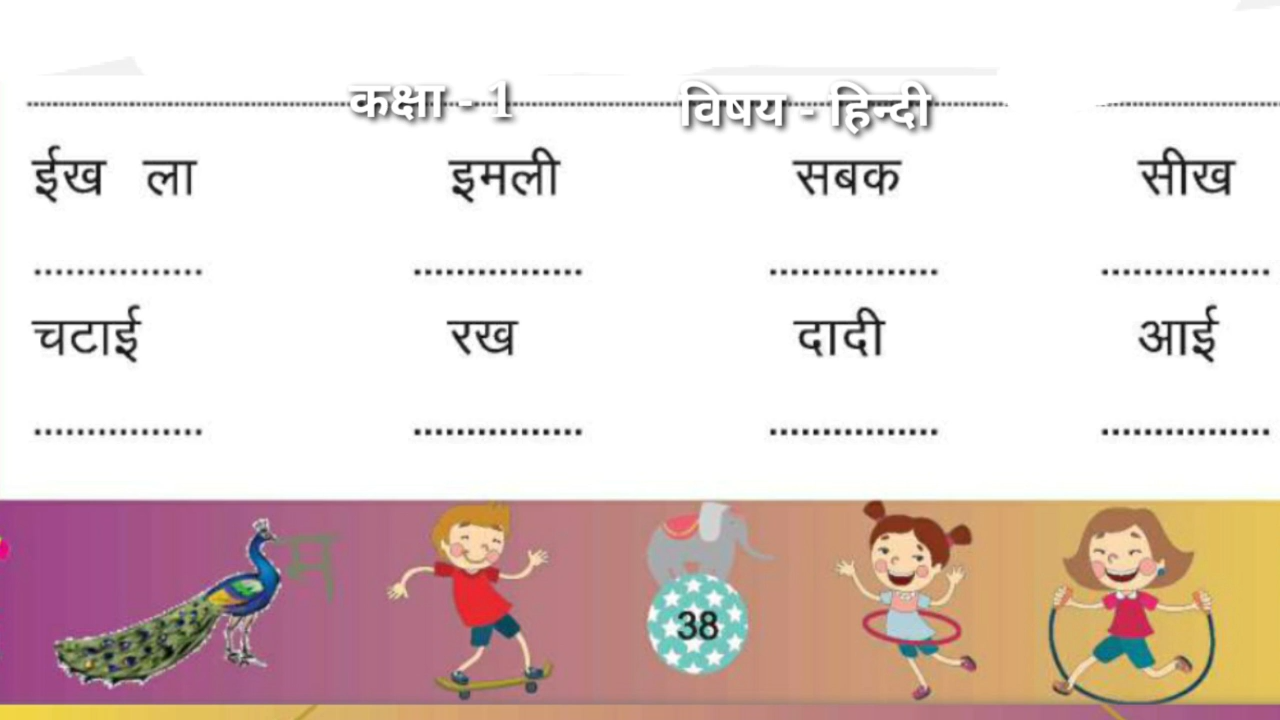 कक्षा - 1 विषय - हिन्दी
ईख ला इमली सबक सीख
................ ................ ................ ................
चटाई रख दादी आई
................ ................ ................ ................
म
38